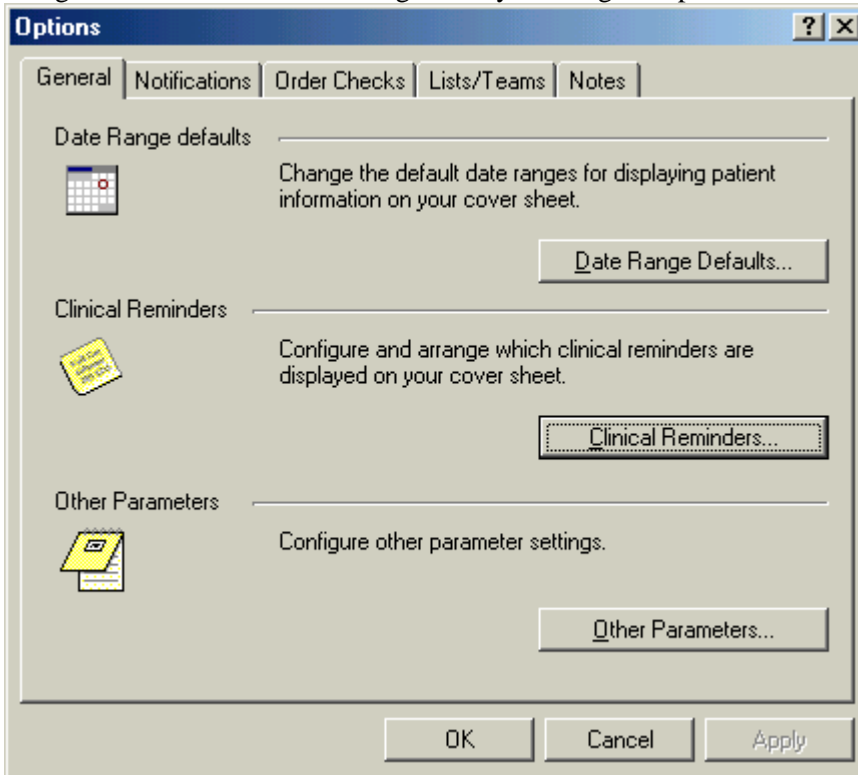 Options
General Notifications Order Checks Lists/Teams Notes
Date Range defaults
Change the default date ranges for displaying patient
information on your cover sheet.
Date Range Defaults...
Clinical Reminders
Configure and arrange which clinical reminders are
displayed on your cover sheet.
Clinical Reminders...
Other Parameters
Configure other parameter settings.
Other Parameters...
OK Cancel Apply